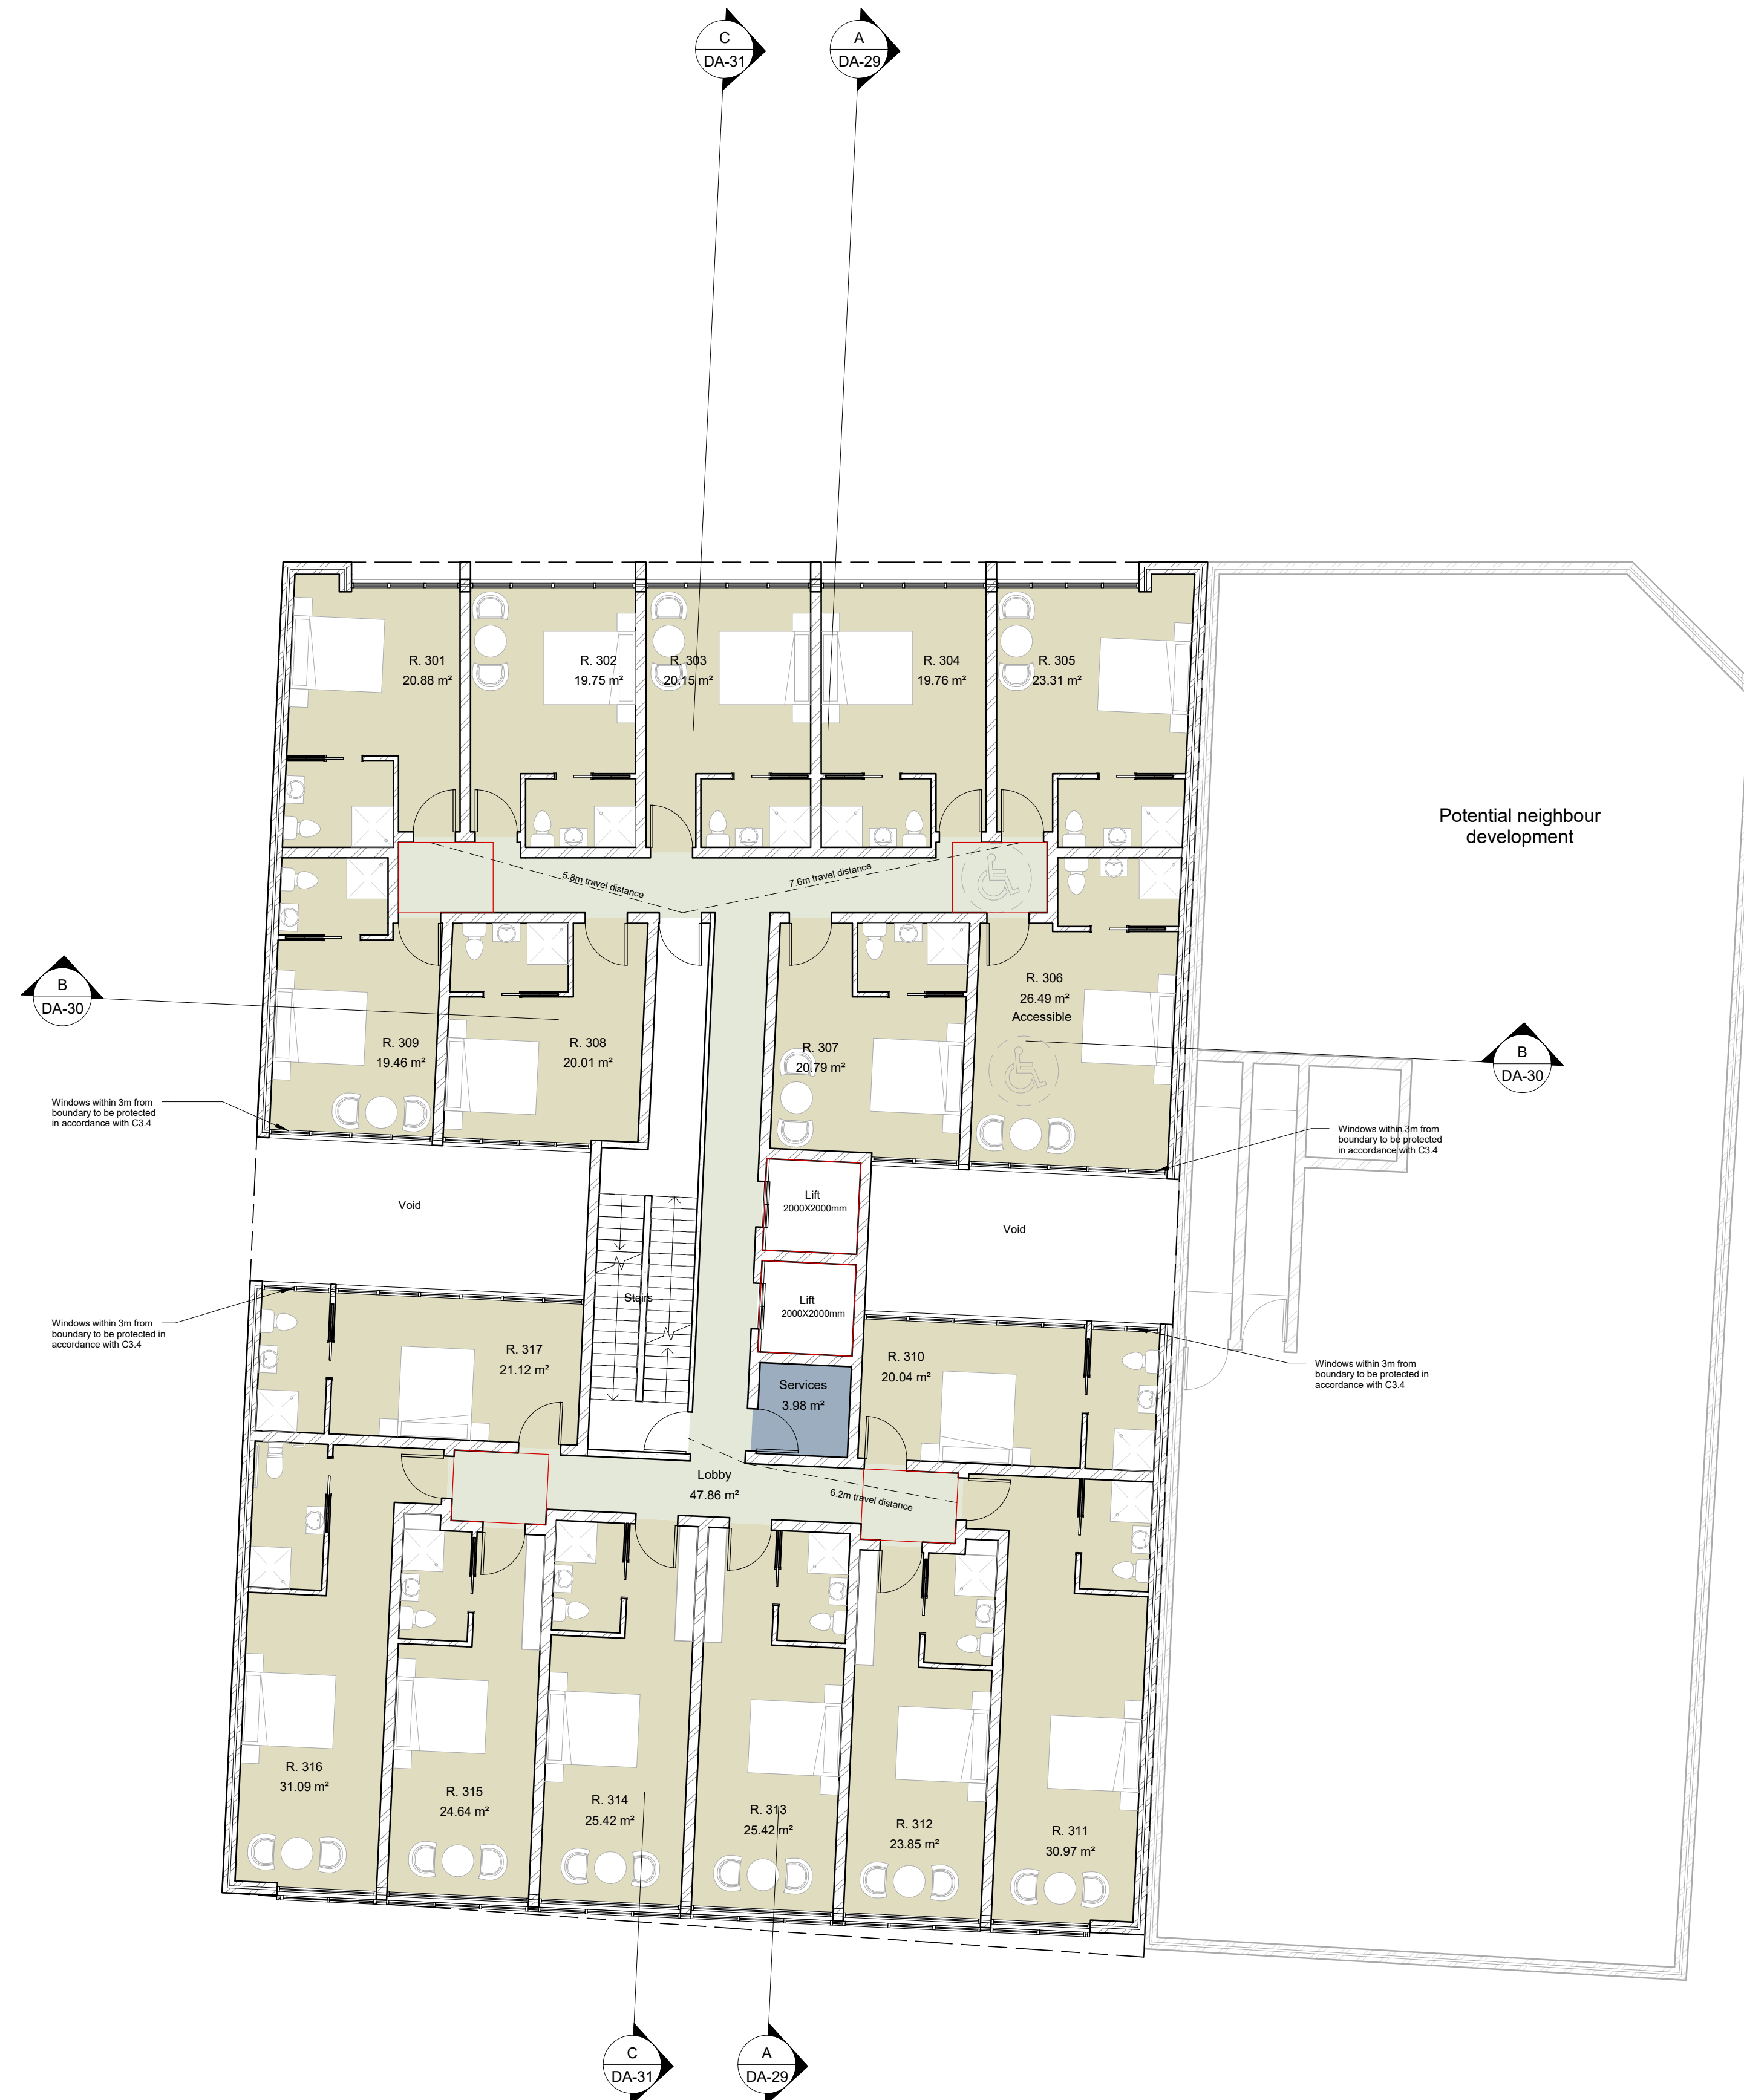 C
DA-31
A
DA-29
R. 301
20.88 m²
R. 302
19.75 m²
R. 303
20.15 m²
R. 304
19.76 m²
R. 305
23.31 m²
Potential neighbour
development
5.8m travel distance
7.6m travel distance
B
DA-30
R. 309
19.46 m²
R. 308
20.01 m²
R. 307
20.79 m²
R. 306
26.49 m²
Accessible
B
DA-30
Windows within 3m from
boundary to be protected
in accordance with C3.4
Windows within 3m from
boundary to be protected
in accordance with C3.4
Void
Lift
2000X2000mm
Void
Stairs
Lift
2000X2000mm
Windows within 3m from
boundary to be protected in
accordance with C3.4
R. 317
21.12 m²
Services
3.98 m²
R. 310
20.04 m²
Windows within 3m from
boundary to be protected in
accordance with C3.4
Lobby
47.86 m²
6.2m travel distance
R. 316
31.09 m²
R. 315
24.64 m²
R. 314
25.42 m²
R. 313
25.42 m²
R. 312
23.85 m²
R. 311
30.97 m²
C
DA-31
A
DA-29